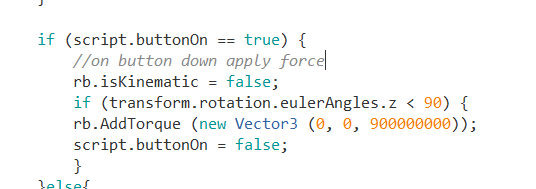 }
if (script.buttonOn == true) {
//on button down apply force
rb.isKinematic = false;
if (transform.rotation.eulerAngles.z < 90) {
rb.AddTorque (new Vector3 (0, 0, 900000000));
script.buttonOn = false;
}
}else{